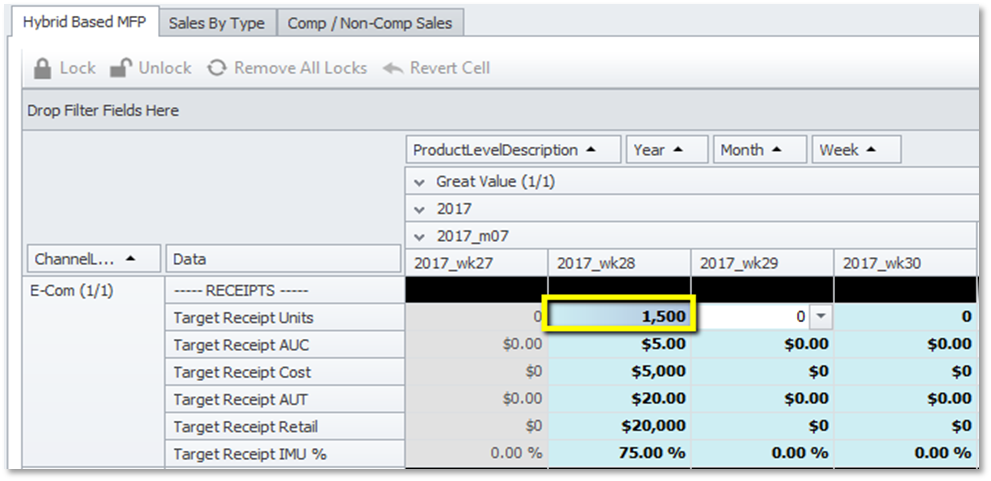 Hybrid Based MFP Sales By Type Comp / Non-Comp Sales
Lock Unlock Remove All Locks Revert Cell
Drop Filter Fields Here
ProductLevelDescription Year Month Week
Great Value (1/1)
2017
2017_m07
ChannelL... Data 2017_wk27 2017_wk28 2017_wk29 2017_wk30
E-Com (1/1) ----- RECEIPTS -----
Target Receipt Units 0 1,500 0 0
Target Receipt AUC $0.00 $5.00 $0.00 $0.00
Target Receipt Cost $0 $5,000 $0 $0
Target Receipt AUT $0.00 $20.00 $0.00 $0.00
Target Receipt Retail $0 $20,000 $0 $0
Target Receipt IMU % 0.00 % 75.00 % 0.00 % 0.00 %